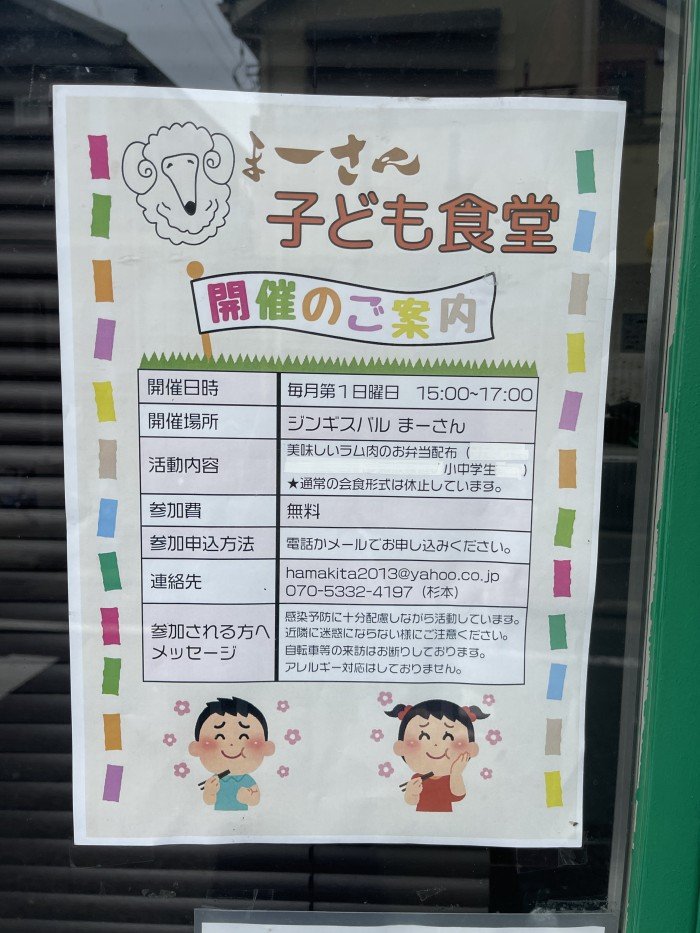 まーさん
子ども食堂
開催のご案内
開催日時 毎月第1日曜日 15:00~17:00
開催場所 ジンギスバル まーさん
活動内容 美味しいラム肉のお弁当配布（
小中学生 ）
★通常の会食形式は休止しています。
参加費 無料
参加申込方法 電話かメールでお申し込みください。
連絡先 hamakita2013@yahoo.co.jp
070-5332-4197（杉本）
参加される方へ
メッセージ
感染予防に十分配慮しながら活動しています。
近隣に迷惑にならない様にご注意ください。
自転車等の来訪はお断りしております。
アレルギー対応はしておりません。